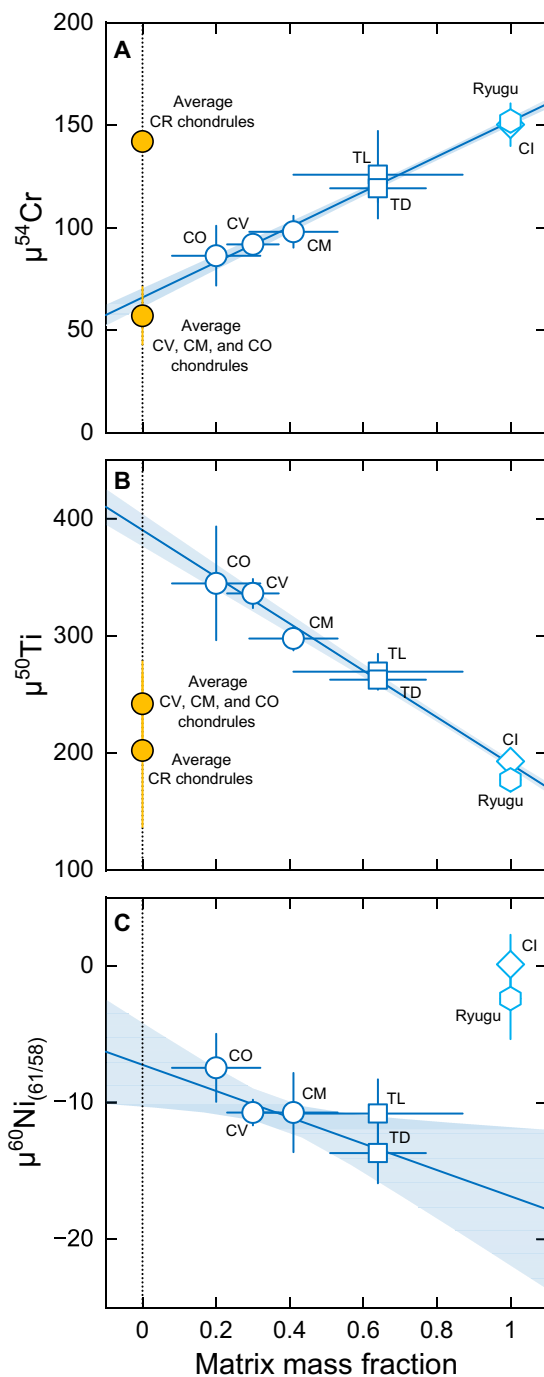 200
A
Ryugu
Average
CR chondrules
150
TL
CI
TD
μ⁵⁴Cr
CV
100
CO
CM
50
Average
CV, CM, and CO
chondrules
0
B
400
CO
CV
μ⁵⁰Ti
300
CM
TL
TD
Average
CV, CM, and CO
chondrules
CI
200
Average
CR chondrules
Ryugu
100
C
CI
0
Ryugu
μ⁶⁰Ni(61/58)
CO
CM
TL
−10
CV
TD
−20
0 0.2 0.4 0.6 0.8 1
Matrix mass fraction